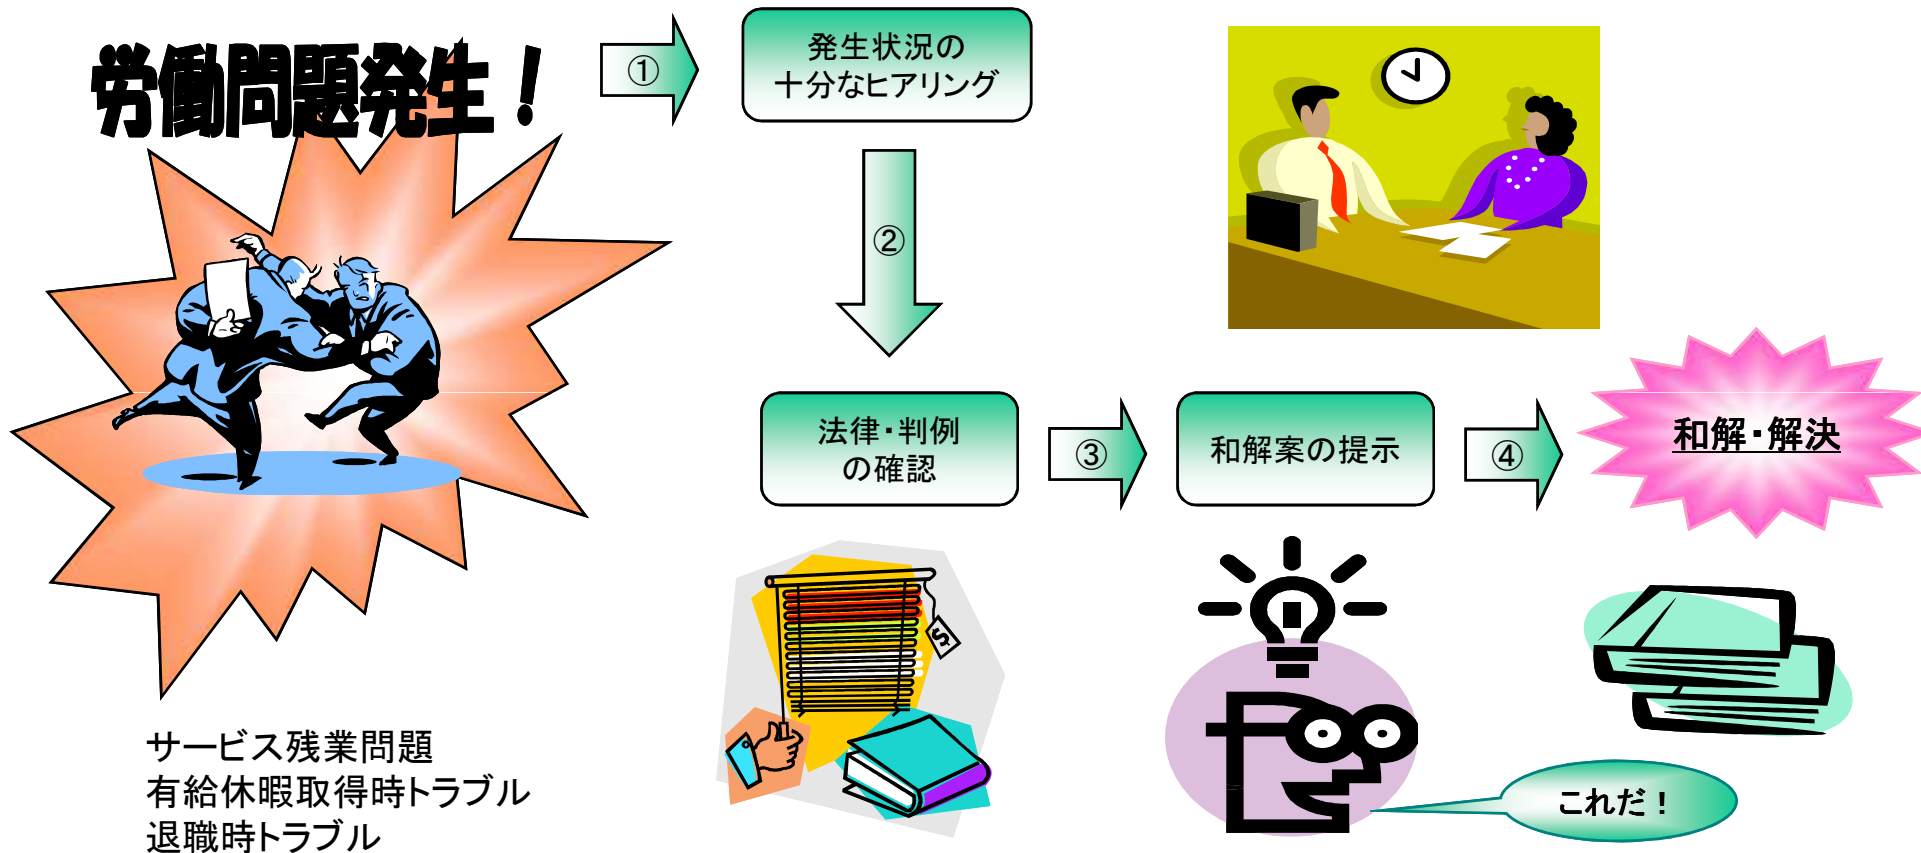 労働問題発生！
①
発生状況の
十分なヒアリング
②
法律・判例
の確認
③
和解案の提示
④
和解・解決
サービス残業問題
有給休暇取得時トラブル
退職時トラブル
これだ！